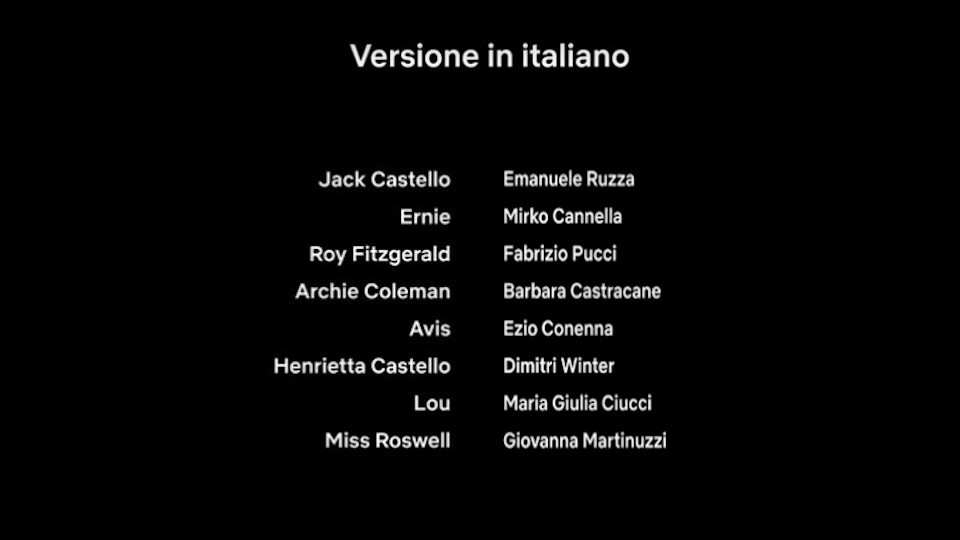 Versione in italiano
Jack Castello Emanuele Ruzza
Ernie Mirko Cannella
Roy Fitzgerald Fabrizio Pucci
Archie Coleman Barbara Castracane
Avis Ezio Conenna
Henrietta Castello Dimitri Winter
Lou Maria Giulia Ciucci
Miss Roswell Giovanna Martinuzzi